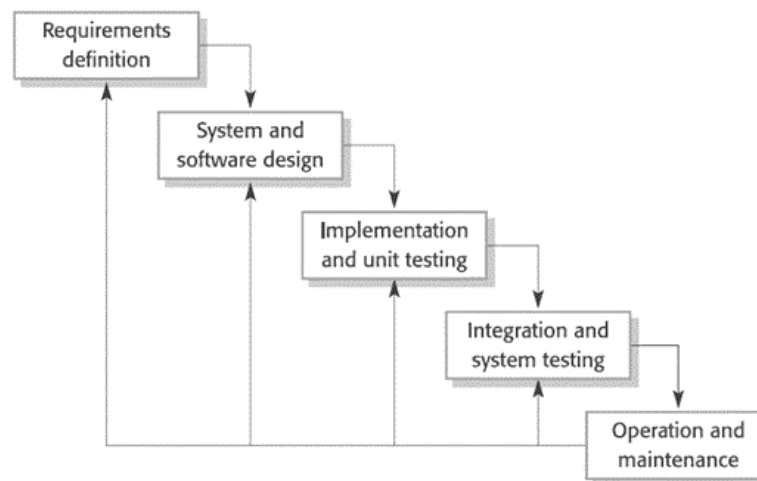 Requirements
definition
System and
software design
Implementation
and unit testing
Integration and
system testing
Operation and
maintenance